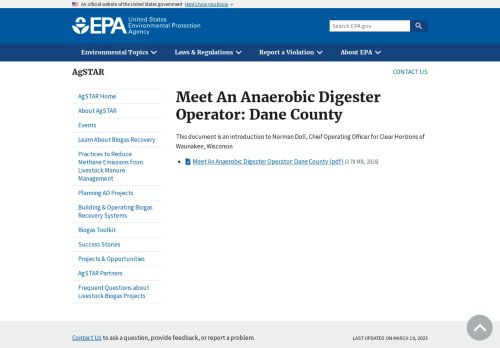 An official website of the United States government Here's how you know
EPA United States
Environmental Protection
Agency
Search EPA.gov
Environmental Topics Laws & Regulations Report a Violation About EPA
AgSTAR CONTACT US
AgSTAR Home
About AgSTAR
Events
Learn About Biogas Recovery
Practices to Reduce
Methane Emissions from
Livestock Manure
Management
Planning AD Projects
Building & Operating Biogas
Recovery Systems
Biogas Toolkit
Success Stories
Projects & Opportunities
AgSTAR Partners
Frequent Questions about
Livestock Biogas Projects
Meet An Anaerobic Digester
Operator: Dane County
This document is an introduction to Norman Doll, Chief Operating Officer for Clear Horizons of
Waunakee, Wisconsin.
Meet An Anaerobic Digester Operator: Dane County (pdf) (3.78 MB, 2016)
Contact Us to ask a question, provide feedback, or report a problem. LAST UPDATED ON MARCH 19, 2023